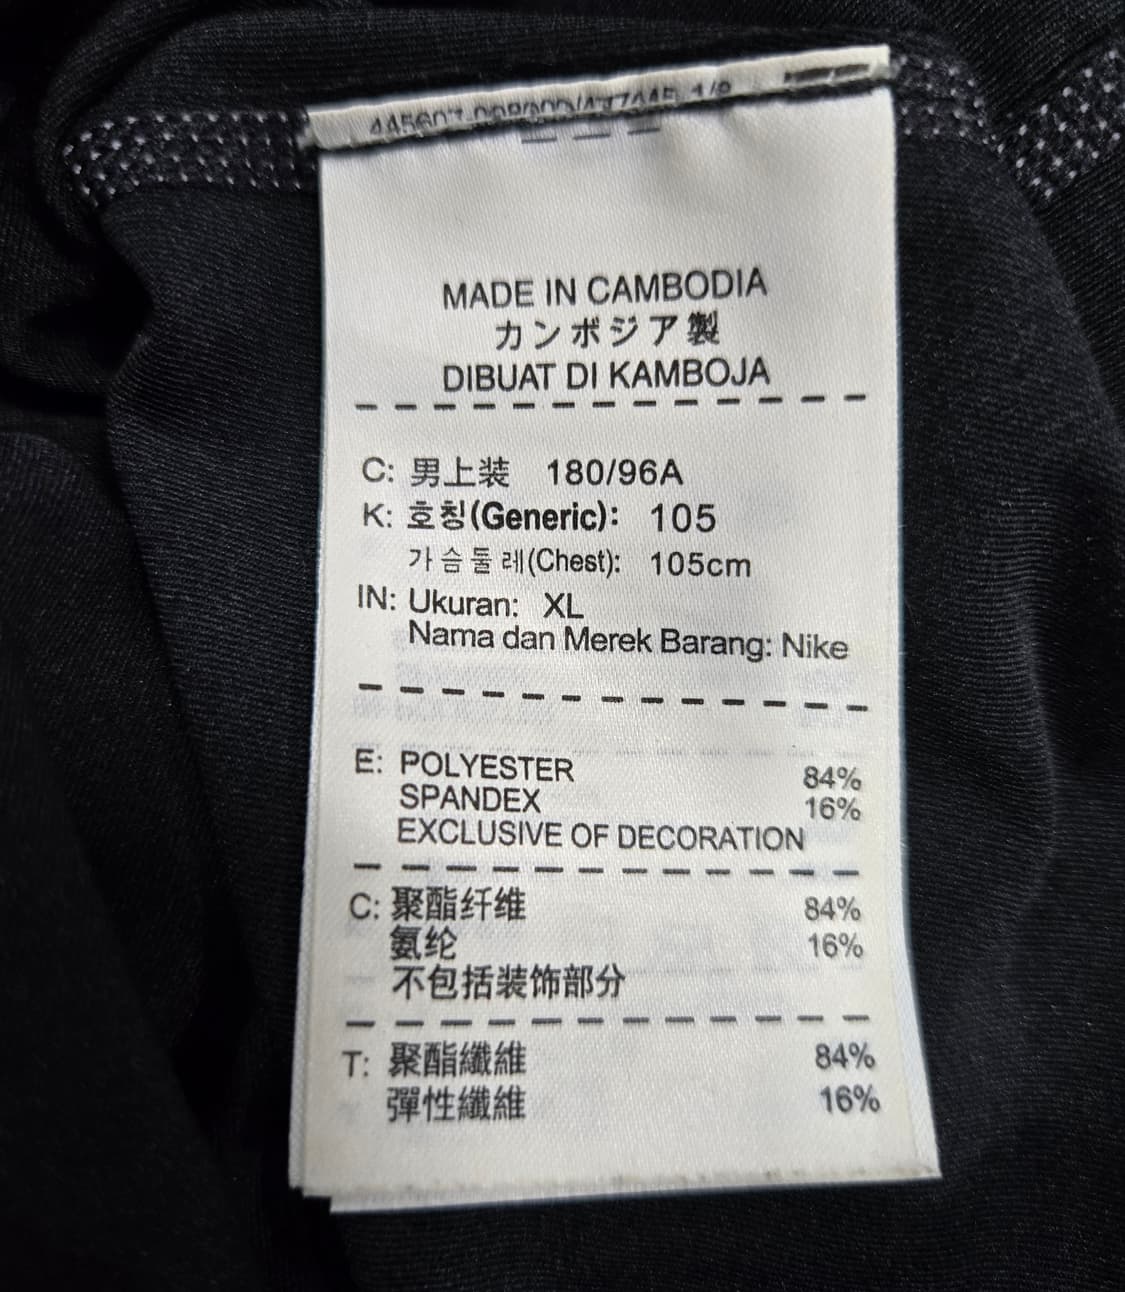 MADE IN CAMBODIA
カンボジア製
DIBUAT DI KAMBOJA
C: 男上装 180/96A
K: 호칭(Generic): 105
가슴둘레(Chest): 105cm
IN: Ukuran: XL
Nama dan Merek Barang: Nike
E: POLYESTER 84%
SPANDEX 16%
EXCLUSIVE OF DECORATION
C: 聚酯纤维 84%
氨纶 16%
不包括装饰部分
T: 聚酯纖維 84%
彈性纖維 16%